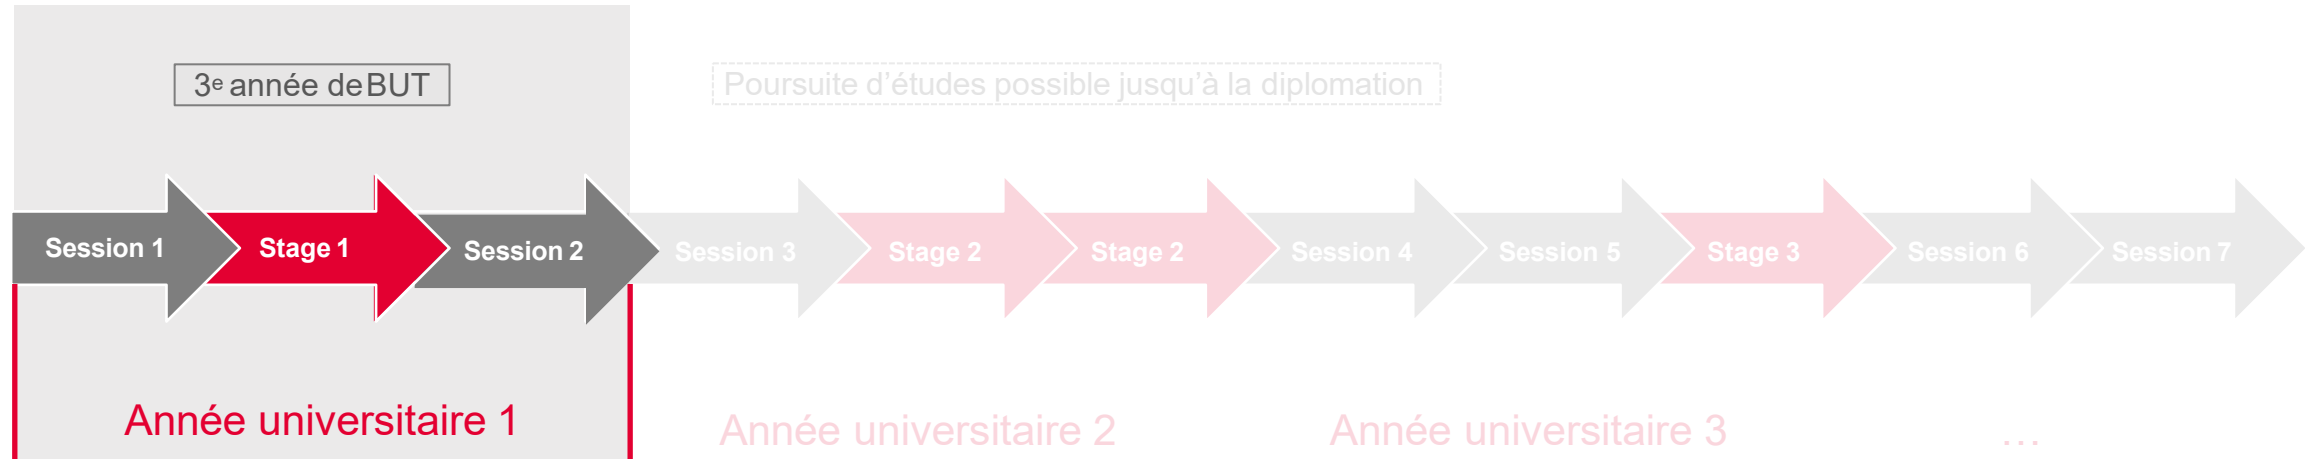 3e année de BUT
Poursuite d’études possible jusqu’à la diplomation
Session 1
Stage 1
Session 2
Session 3
Stage 2
Stage 2
Session 4
Session 5
Stage 3
Session 6
Session 7
Année universitaire 1
Année universitaire 2
Année universitaire 3
...